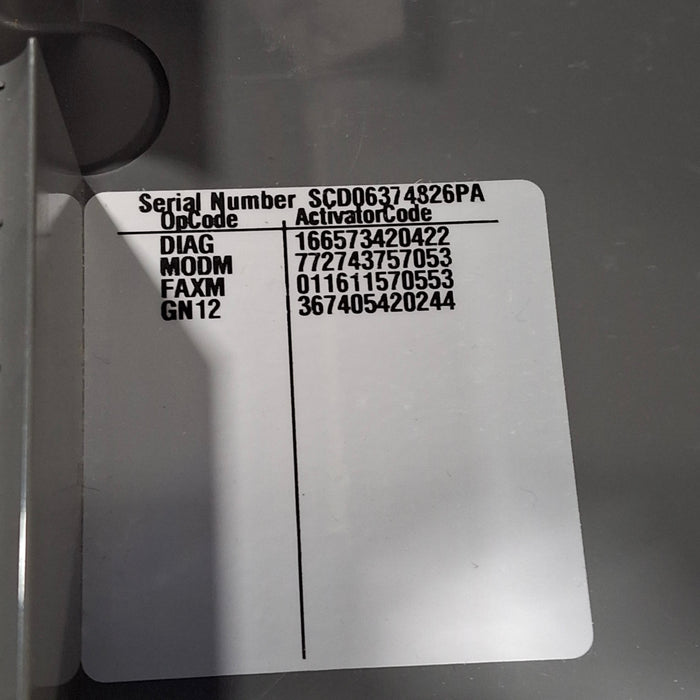 Serial Number SCD06374826PA
OpCode ActivatorCode
DIAG 166573420422
MODM 772743757053
FAXM 011611570553
GN12 367405420244